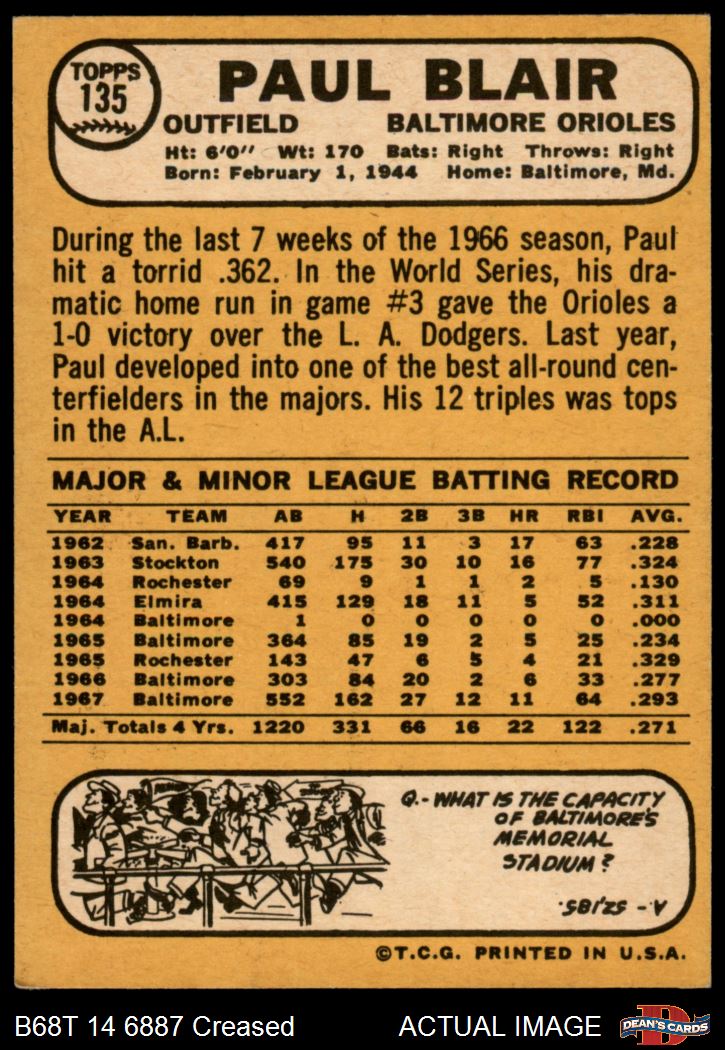 TOPPS
135
PAUL BLAIR
OUTFIELD BALTIMORE ORIOLES
Ht: 6'0" Wt: 170 Bats: Right Throws: Right
Born: February 1, 1944 Home: Baltimore, Md.
During the last 7 weeks of the 1966 season, Paul
hit a torrid .362. In the World Series, his dra-
matic home run in game #3 gave the Orioles a
1-0 victory over the L. A. Dodgers. Last year,
Paul developed into one of the best all-round cen-
terfielders in the majors. His 12 triples was tops
in the A.L.
MAJOR & MINOR LEAGUE BATTING RECORD
YEAR TEAM AB H 2B 3B HR RBI AVG.
1962 San. Barb. 417 95 11 3 17 63 .228
1963 Stockton 540 175 30 10 16 77 .324
1964 Rochester 69 9 1 1 2 5 .130
1964 Elmira 415 129 18 11 5 52 .311
1964 Baltimore 1 0 0 0 0 0 .000
1965 Baltimore 364 85 19 2 5 25 .234
1965 Rochester 143 47 6 5 4 21 .329
1966 Baltimore 303 84 20 2 6 33 .277
1967 Baltimore 552 162 27 12 11 64 .293
Maj. Totals 4 Yrs. 1220 331 66 16 22 122 .271
Q.- WHAT IS THE CAPACITY
OF BALTIMORE'S
MEMORIAL
STADIUM?
A - 52,185.
©T.C.G. PRINTED IN U.S.A.
B68T 14 6887 Creased ACTUAL IMAGE
DEAN'S CARDS